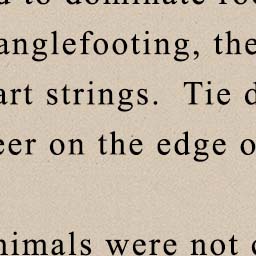 d to dominate foo
anglefooting, the
art strings.  Tie d
eer on the edge o
nimals were not c